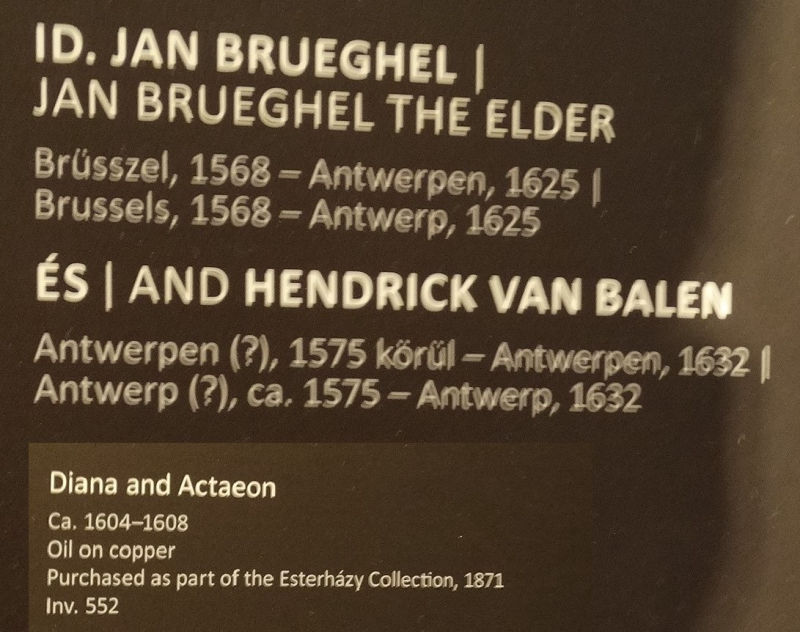 ID. JAN BRUEGHEL |
JAN BRUEGHEL THE ELDER
Brüsszel, 1568 – Antwerpen, 1625 |
Brussels, 1568 – Antwerp, 1625
ÉS | AND HENDRICK VAN BALEN
Antwerpen (?), 1575 körül – Antwerpen, 1632 |
Antwerp (?), ca. 1575 – Antwerp, 1632
Diana and Actaeon
Ca. 1604–1608
Oil on copper
Purchased as part of the Esterházy Collection, 1871
Inv. 552